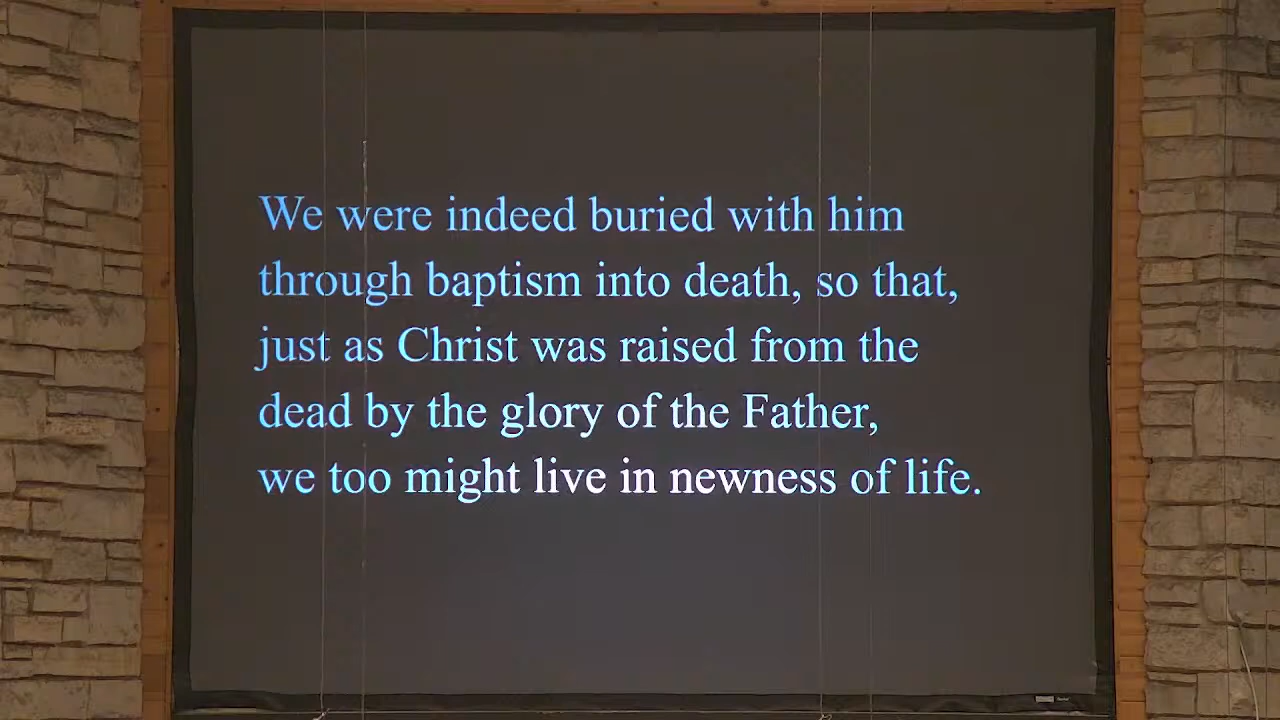 We were indeed buried with him
through baptism into death, so that,
just as Christ was raised from the
dead by the glory of the Father,
we too might live in newness of life.